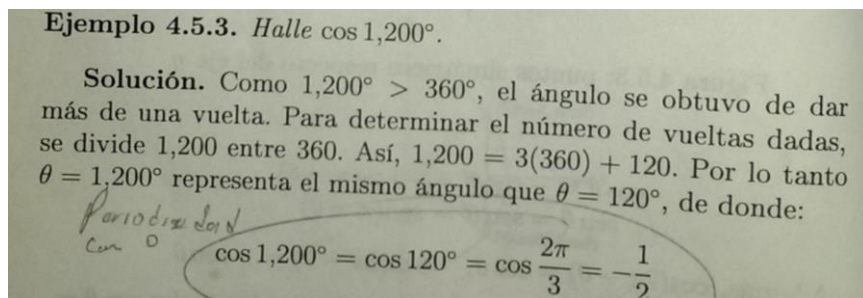 Ejemplo 4.5.3. Halle cos 1,200°.
Solución. Como 1,200° > 360°, el ángulo se obtuvo de dar
más de una vuelta. Para determinar el número de vueltas dadas,
se divide 1,200 entre 360. Así, 1,200 = 3(360) + 120. Por lo tanto
θ = 1,200° representa el mismo ángulo que θ = 120°, de donde:
Periodicidad
cos 1,200° = cos 120° = cos 2π/3 = −1/2